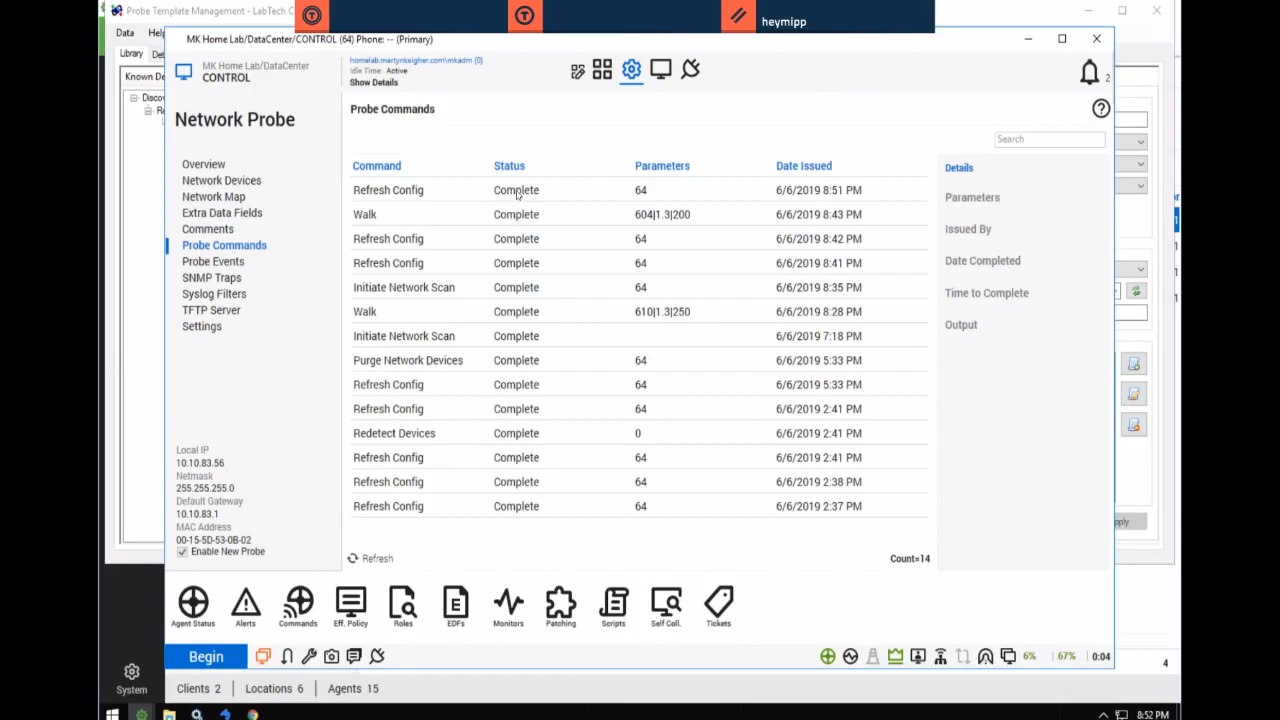 Probe Template Management - LabTech C
heymipp
Data Help
MK Home Lab/DataCenter/CONTROL (64) Phone: -- (Primary)
Library
Known De
Disco
MK Home Lab/DataCenter
CONTROL
homelab.martynkeigher.com\mkadm (0)
Idle Time: Active
Show Details
2
Network Probe
Probe Commands
Search
Overview
Network Devices
Network Map
Extra Data Fields
Comments
Probe Commands
Probe Events
SNMP Traps
Syslog Filters
TFTP Server
Settings
Command Status Parameters Date Issued
Refresh Config Complete 64 6/6/2019 8:51 PM
Walk Complete 604|1.3|200 6/6/2019 8:43 PM
Refresh Config Complete 64 6/6/2019 8:42 PM
Refresh Config Complete 64 6/6/2019 8:41 PM
Initiate Network Scan Complete 6/6/2019 8:35 PM
Walk Complete 610|1.3|250 6/6/2019 8:28 PM
Initiate Network Scan Complete 6/6/2019 7:18 PM
Purge Network Devices Complete 64 6/6/2019 5:33 PM
Refresh Config Complete 64 6/6/2019 5:33 PM
Refresh Config Complete 64 6/6/2019 2:41 PM
Redetect Devices Complete 0 6/6/2019 2:41 PM
Refresh Config Complete 64 6/6/2019 2:41 PM
Refresh Config Complete 64 6/6/2019 2:38 PM
Refresh Config Complete 64 6/6/2019 2:37 PM
Details
Parameters
Issued By
Date Completed
Time to Complete
Output
Local IP
10.10.83.56
Netmask
255.255.255.0
Default Gateway
10.10.83.1
MAC Address
00-15-5D-53-0B-02
Enable New Probe
Refresh
Count=14
Agent Status Alerts Commands Eff. Policy Roles EDFs Monitors Patching Scripts Self Coll. Tickets
Begin
6% 67% 0:04
System
Clients 2 Locations 6 Agents 15
4
8:52 PM